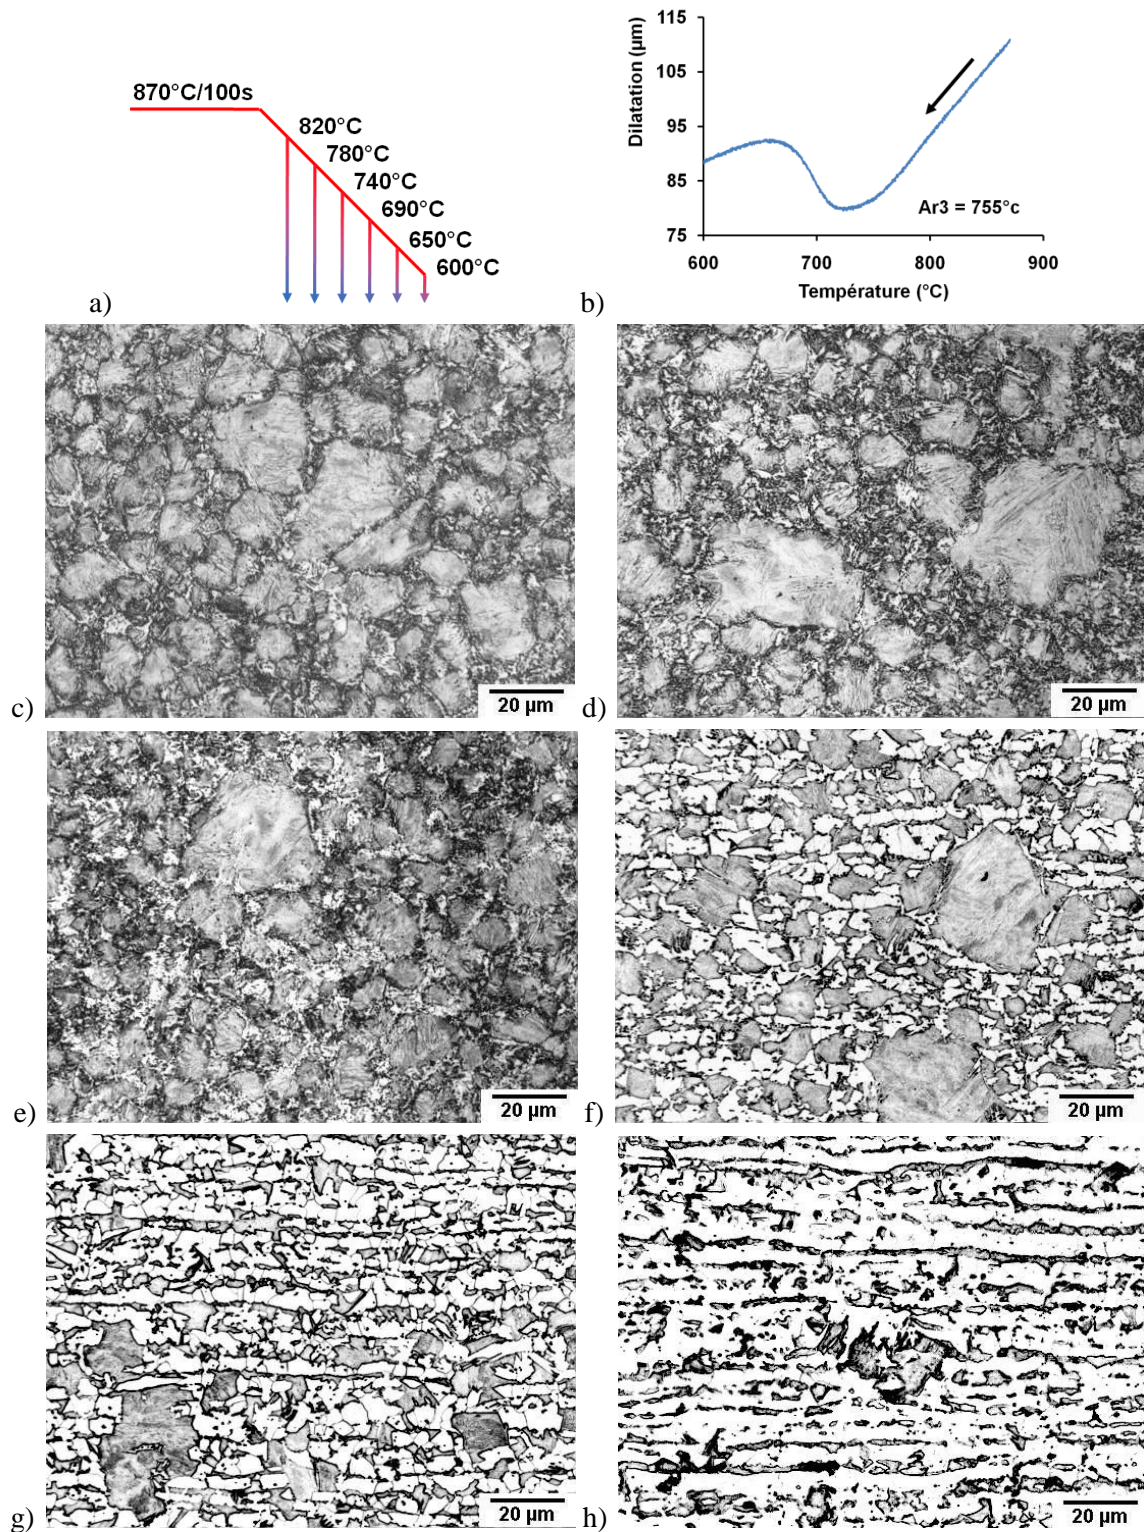 870°C/100s
820°C
780°C
740°C
690°C
650°C
600°C
a)
115
105
95
85
75
Dilatation (µm)
Ar3 = 755°c
600 700 800 900
Température (°C)
b)
c)
20 µm
d)
20 µm
e)
20 µm
f)
20 µm
g)
20 µm
h)
20 µm